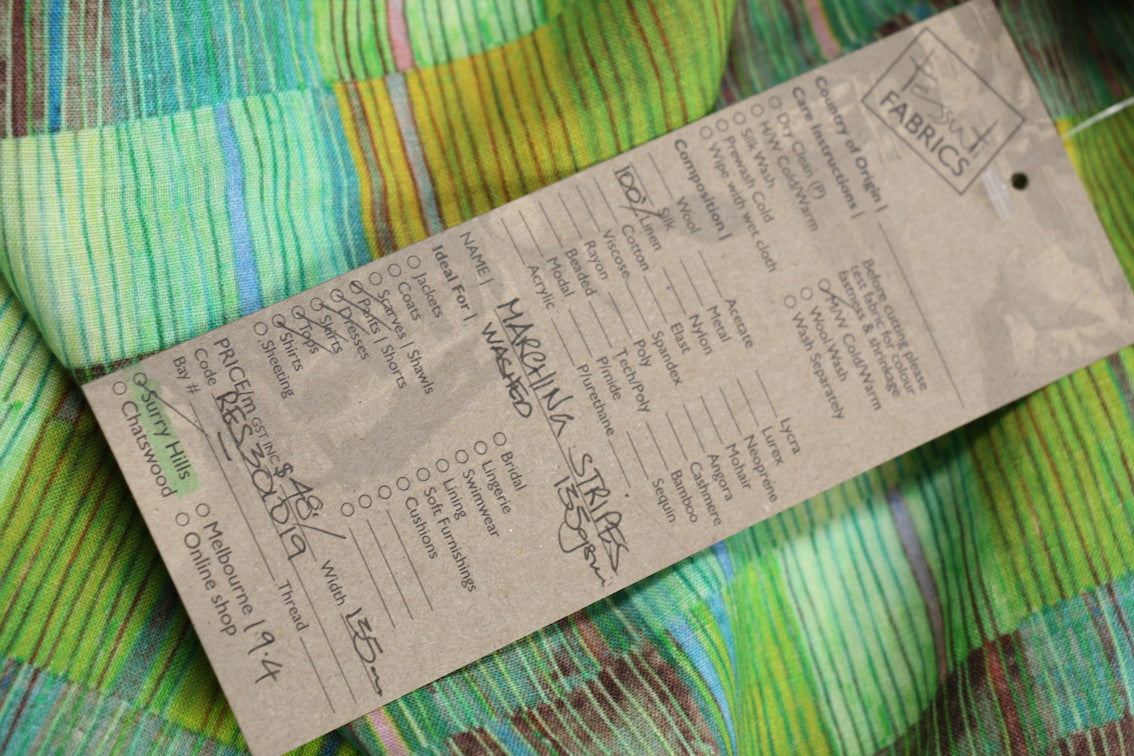 Tessuti
FABRICS
Country of Origin |
Care Instructions |
Dry Clean (P)
H/W Cold/Warm
Silk Wash
Prewash Cold
Wipe with wet cloth
Before cutting please
test fabric for colour
fastness & shrinkage
H/W Cold/Warm
Wool Wash
Wash Separately
Composition |
Wool
Silk
100% Linen
Cotton
Viscose
Rayon
Beaded
Modal
Acrylic
Acetate
Metal
Nylon
Elast
Spandex
Poly
Tech/Poly
P/mide
P/urethane
Lycra
Lurex
Neoprene
Mohair
Angora
Cashmere
Bamboo
Sequin
NAME | MARCHING STRIPES
WASHED 135gsm
Ideal For |
Jackets
Coats
Scarves | Shawls
Pants | Shorts
Dresses
Skirts
Tops
Shirts
Sheeting
Bridal
Lingerie
Swimwear
Lining
Soft Furnishings
Cushions
PRICE/m GST INC $48/ Width 135cm
Code
Bay # Thread
Surry Hills
Chatswood
Melbourne
Online shop 19.4